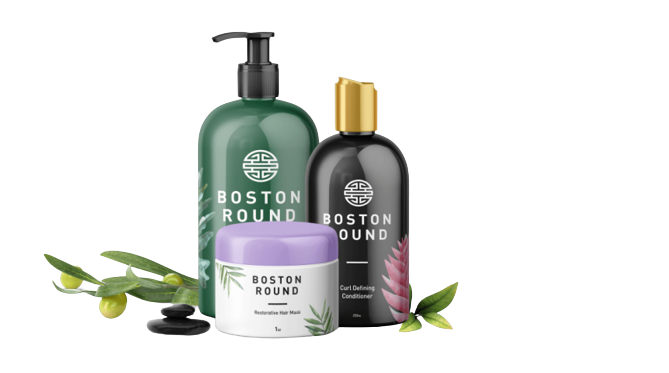 BOSTON
ROUND
BOSTON
ROUND
Curl Defining
Conditioner
BOSTON
ROUND
Restorative Hair Mask